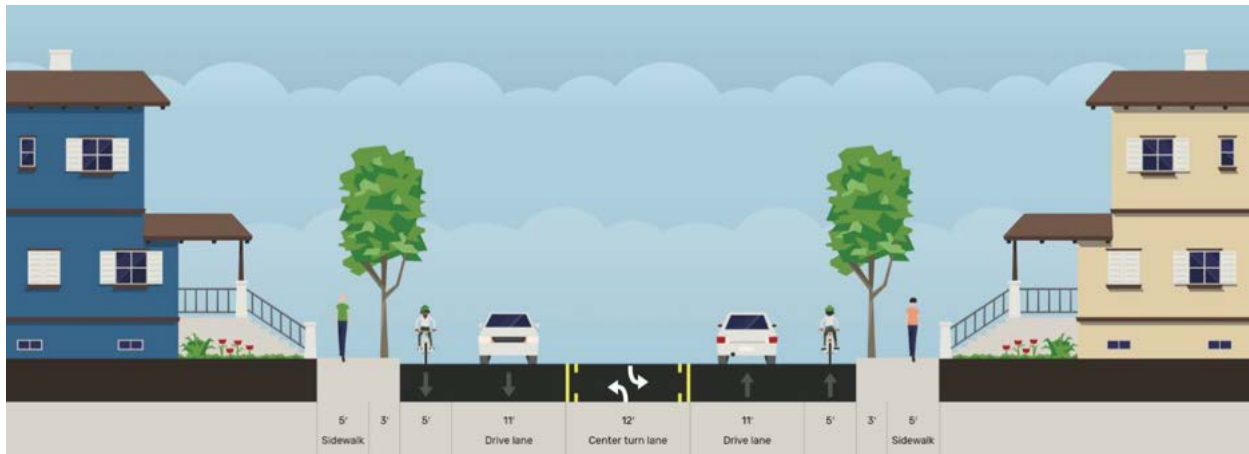 5' 3' 5' 11' 12' 11' 5' 3' 5'
Sidewalk Drive lane Center turn lane Drive lane Sidewalk